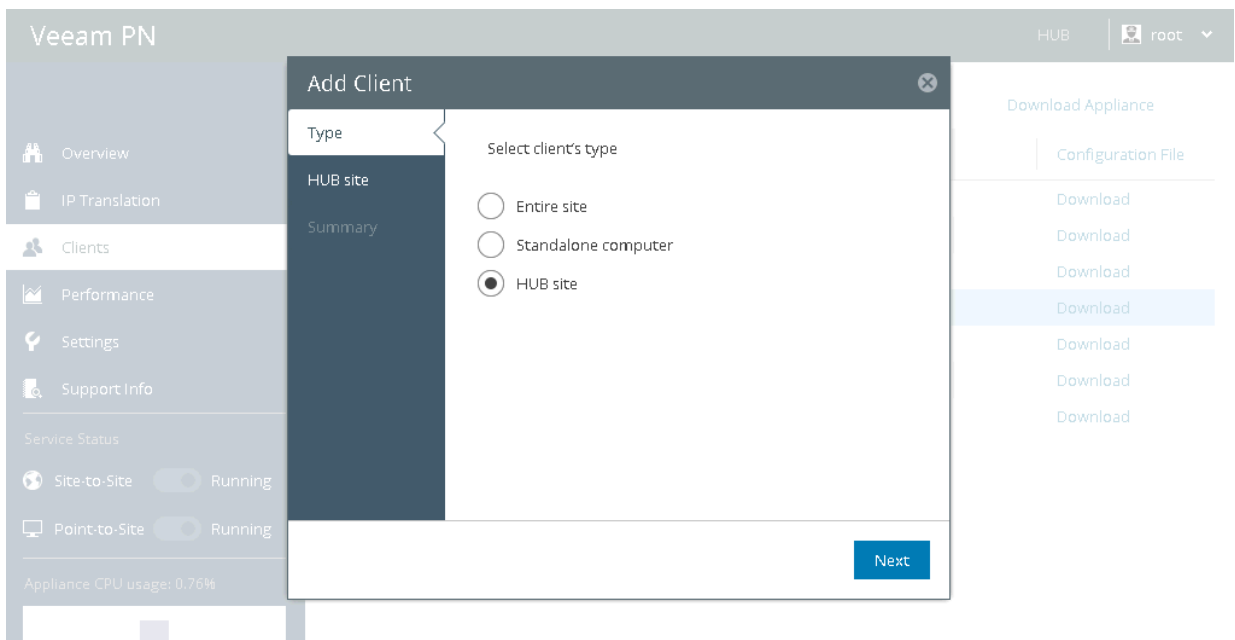 Veeam PN
HUB
root
Add Client
Download Appliance
Type
Select client's type
Overview
Configuration File
HUB site
IP Translation
Entire site
Download
Summary
Standalone computer
Download
Clients
Download
HUB site
Performance
Download
Settings
Download
Support Info
Download
Download
Service Status
Site-to-Site Running
Point-to-Site Running
Next
Appliance CPU usage: 0.76%